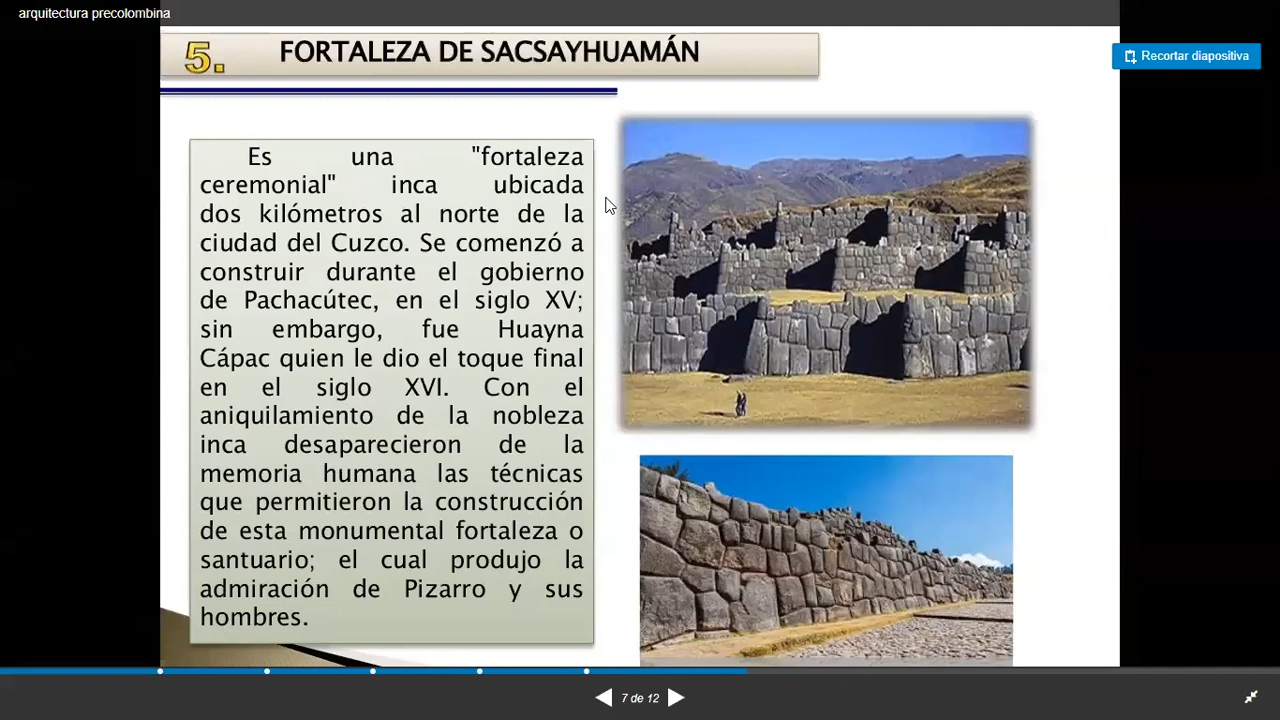 arquitectura precolombina
5. FORTALEZA DE SACSAYHUAMÁN
Recortar diapositiva
Es una "fortaleza
ceremonial" inca ubicada
dos kilómetros al norte de la
ciudad del Cuzco. Se comenzó a
construir durante el gobierno
de Pachacútec, en el siglo XV;
sin embargo, fue Huayna
Cápac quien le dio el toque final
en el siglo XVI. Con el
aniquilamiento de la nobleza
inca desaparecieron de la
memoria humana las técnicas
que permitieron la construcción
de esta monumental fortaleza o
santuario; el cual produjo la
admiración de Pizarro y sus
hombres.
7 de 12